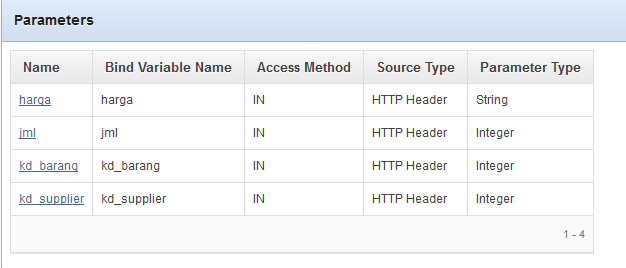 Parameters
Name Bind Variable Name Access Method Source Type Parameter Type
harga harga IN HTTP Header String
jml jml IN HTTP Header Integer
kd_barang kd_barang IN HTTP Header Integer
kd_supplier kd_supplier IN HTTP Header Integer
1 - 4